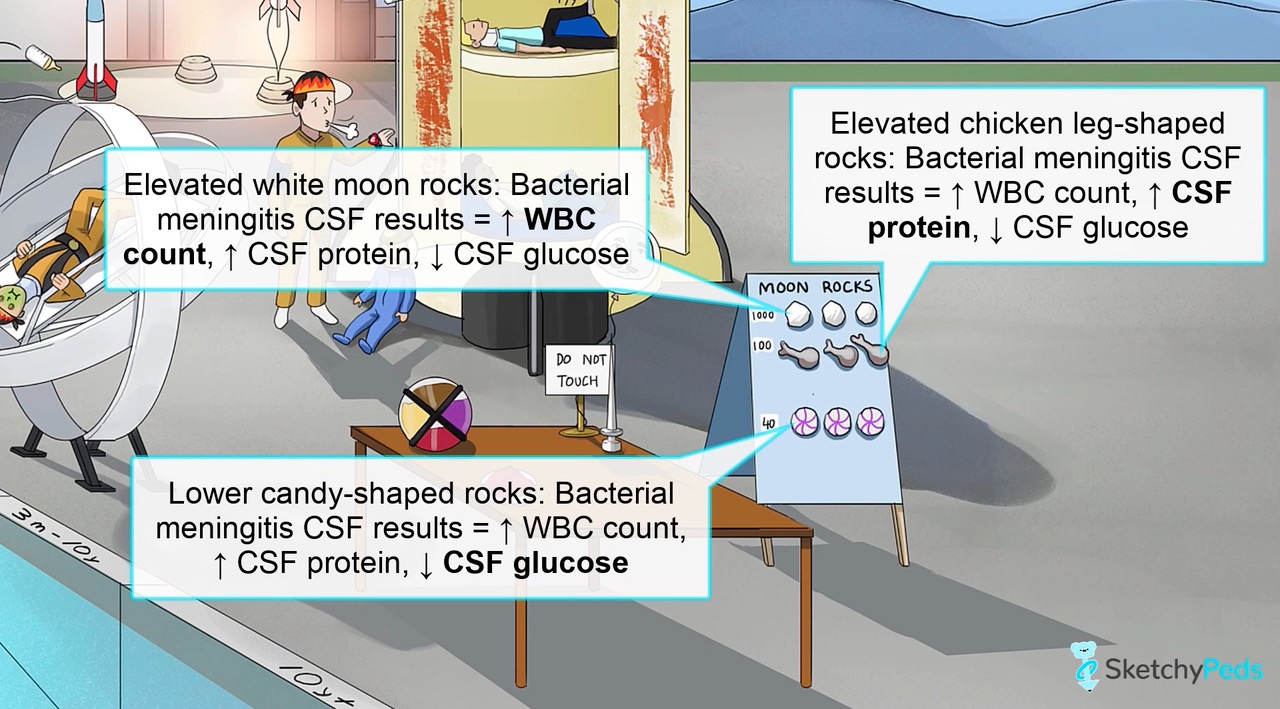 Elevated chicken leg-shaped
rocks: Bacterial meningitis CSF
results = ↑ WBC count, ↑ CSF
protein, ↓ CSF glucose
Elevated white moon rocks: Bacterial
meningitis CSF results = ↑ WBC
count, ↑ CSF protein, ↓ CSF glucose
MOON ROCKS
1000
100
40
DO NOT
TOUCH
Lower candy-shaped rocks: Bacterial
meningitis CSF results = ↑ WBC count,
↑ CSF protein, ↓ CSF glucose
3m-10y
10y+
SketchyPeds